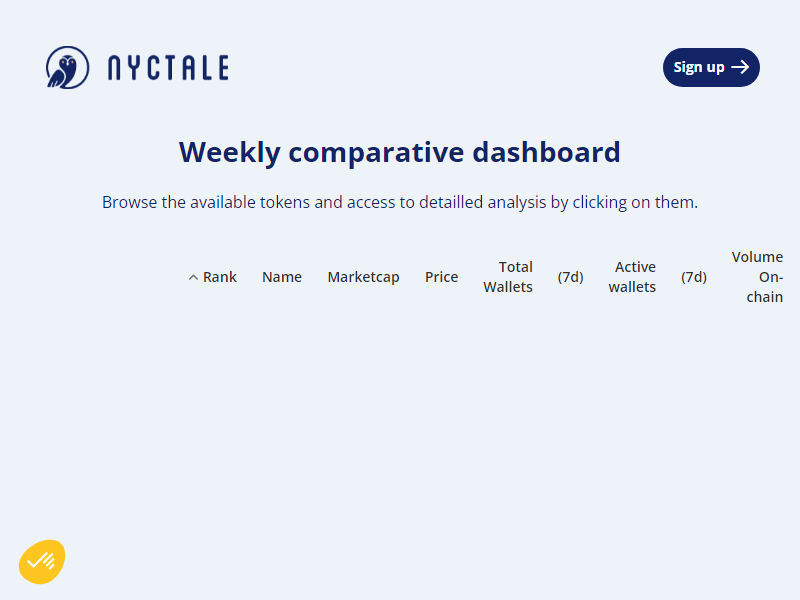 NYCTALE
Sign up
Weekly comparative dashboard
Browse the available tokens and access to detailled analysis by clicking on them.
Rank Name Marketcap Price Total Wallets (7d) Active wallets (7d) Volume On-chain